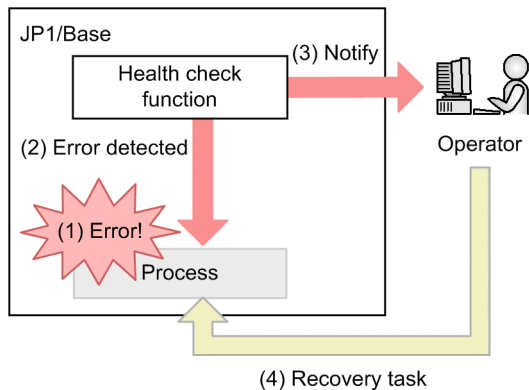 JP1/Base
Health check
function
(3) Notify
Operator
(2) Error detected
(1) Error!
Process
(4) Recovery task